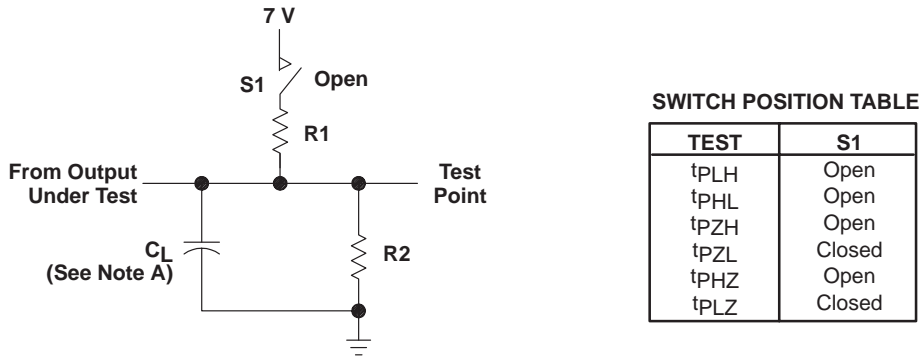 7 V
S1
Open
R1
From Output
Under Test
Test
Point
CL
(See Note A)
R2
SWITCH POSITION TABLE
TEST S1
tPLH Open
tPHL Open
tPZH Open
tPZL Closed
tPHZ Open
tPLZ Closed